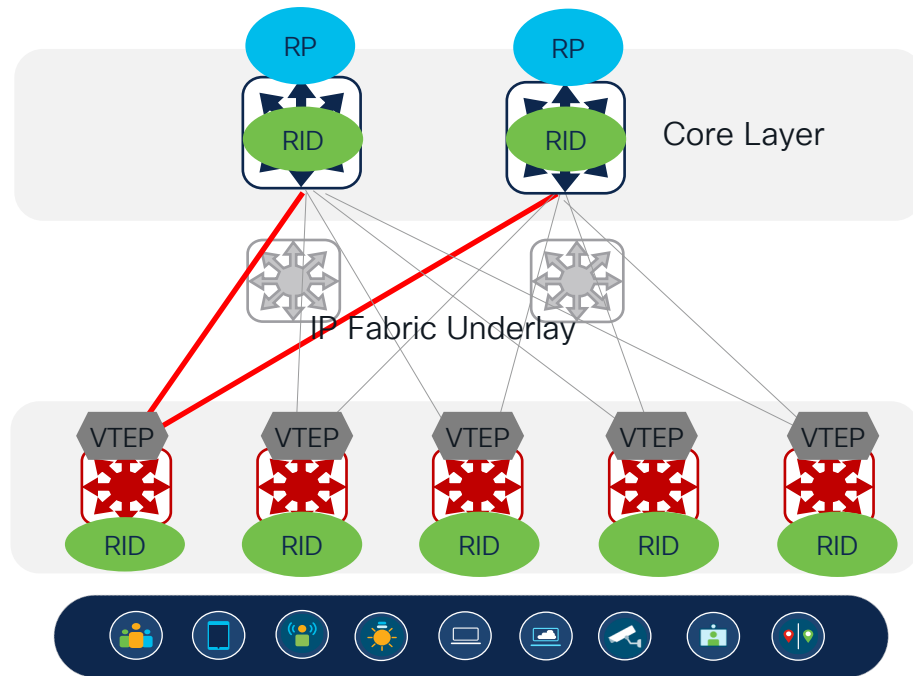 RP
RP
RID
RID
Core Layer
IP Fabric Underlay
VTEP
VTEP
VTEP
VTEP
VTEP
RID
RID
RID
RID
RID